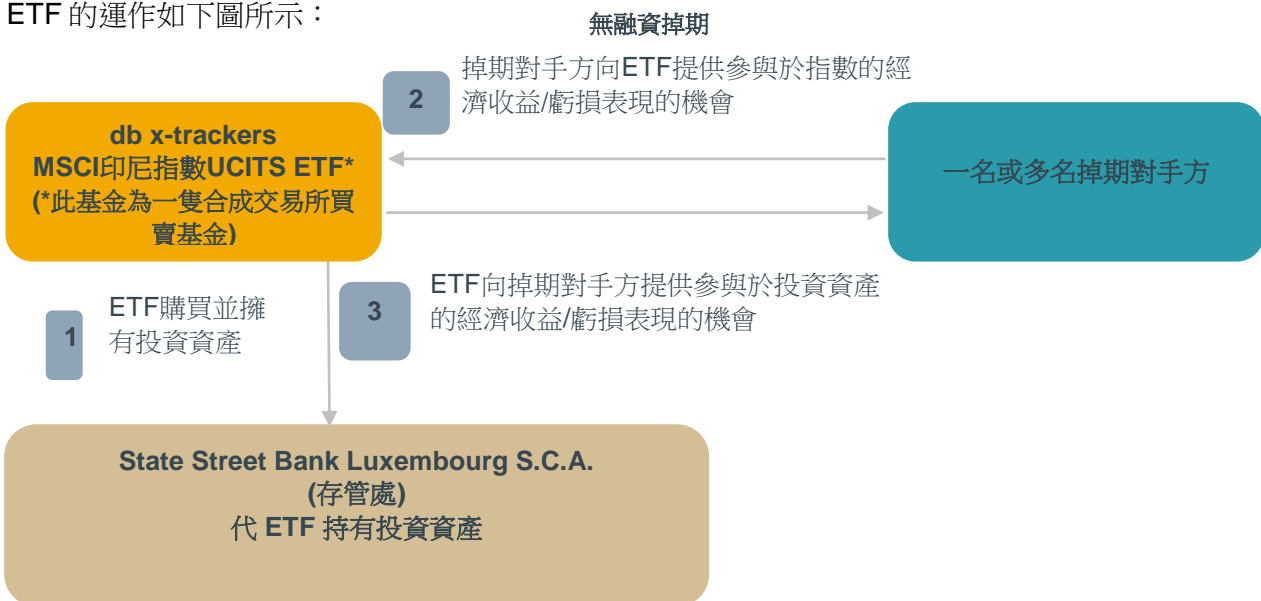 ETF 的運作如下圖所示：
無融資掉期
掉期對手方向ETF提供參與於指數的經
濟收益/虧損表現的機會
2
db x-trackers
MSCI印尼指數UCITS ETF*
(*此基金為一隻合成交易所買
賣基金)
一名或多名掉期對手方
ETF購買並擁
有投資資產
1
3
ETF向掉期對手方提供參與於投資資產
的經濟收益/虧損表現的機會
State Street Bank Luxembourg S.C.A.
(存管處)
代 ETF 持有投資資產